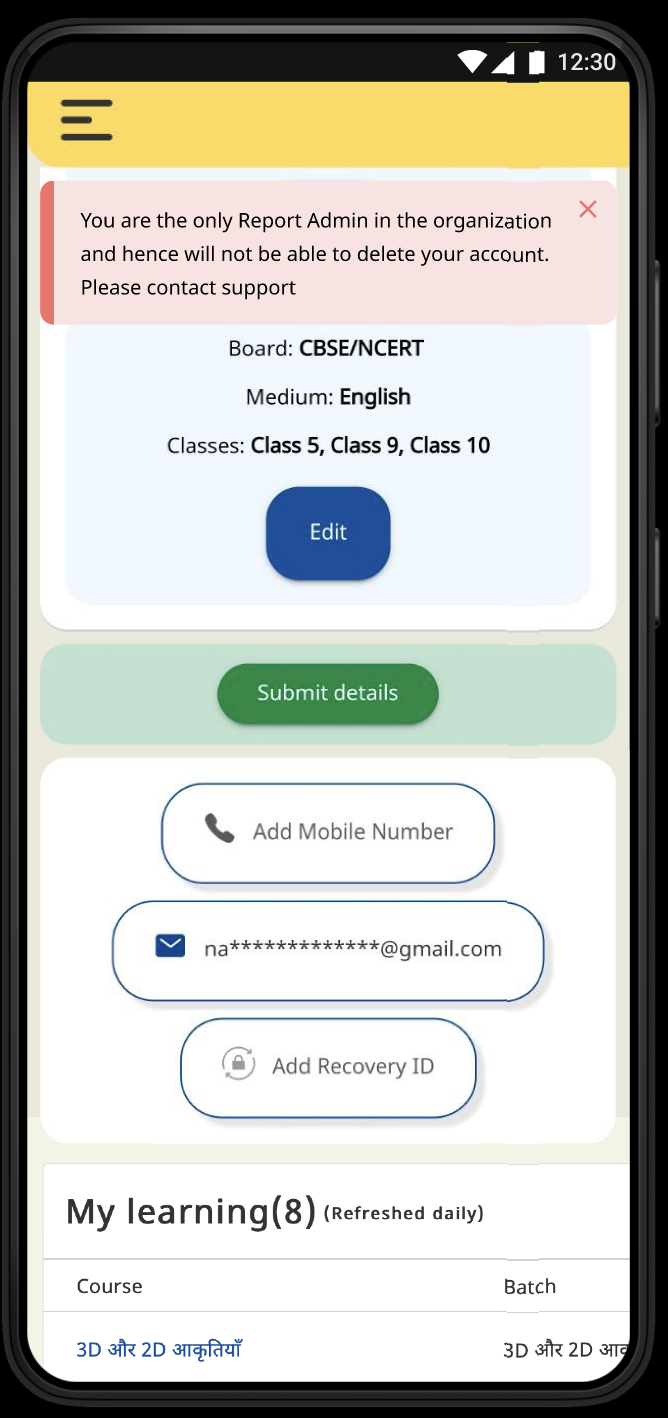 12:30
You are the only Report Admin in the organization
and hence will not be able to delete your account.
Please contact support
Board: CBSE/NCERT
Medium: English
Classes: Class 5, Class 9, Class 10
Edit
Submit details
Add Mobile Number
na*************@gmail.com
Add Recovery ID
My learning(8) (Refreshed daily)
Course Batch
3D और 2D आकृतियाँ 3D और 2D